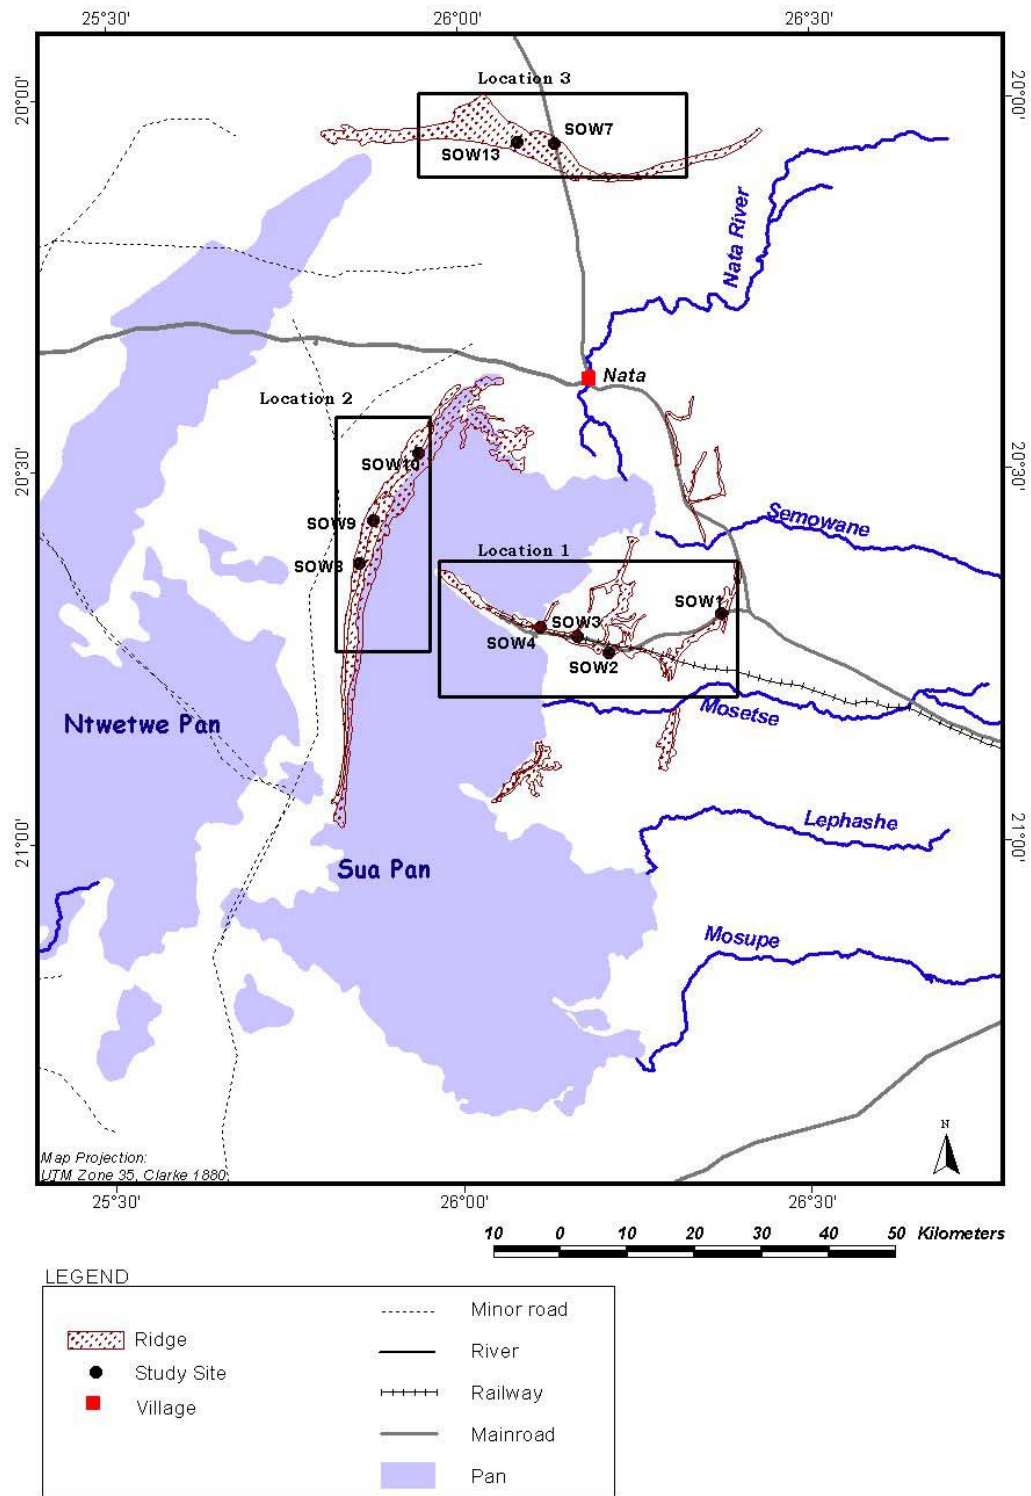 25°30'
26°00'
26°30'
20°00'
20°00'
Location 3
SOW7
SOW13
Nata River
Nata
Location 2
SOW10
20°30'
20°30'
SOW9
Semowane
Location 1
SOW8
SOW1
SOW3
SOW4
SOW2
Mosetse
Ntwetwe Pan
Lephashe
21°00'
21°00'
Sua Pan
Mosupe
N
Map Projection:
UTM Zone 35, Clarke 1880
25°30'
26°00'
26°30'
10 0 10 20 30 40 50 Kilometers
LEGEND
Minor road
Ridge
River
Study Site
Railway
Village
Mainroad
Pan